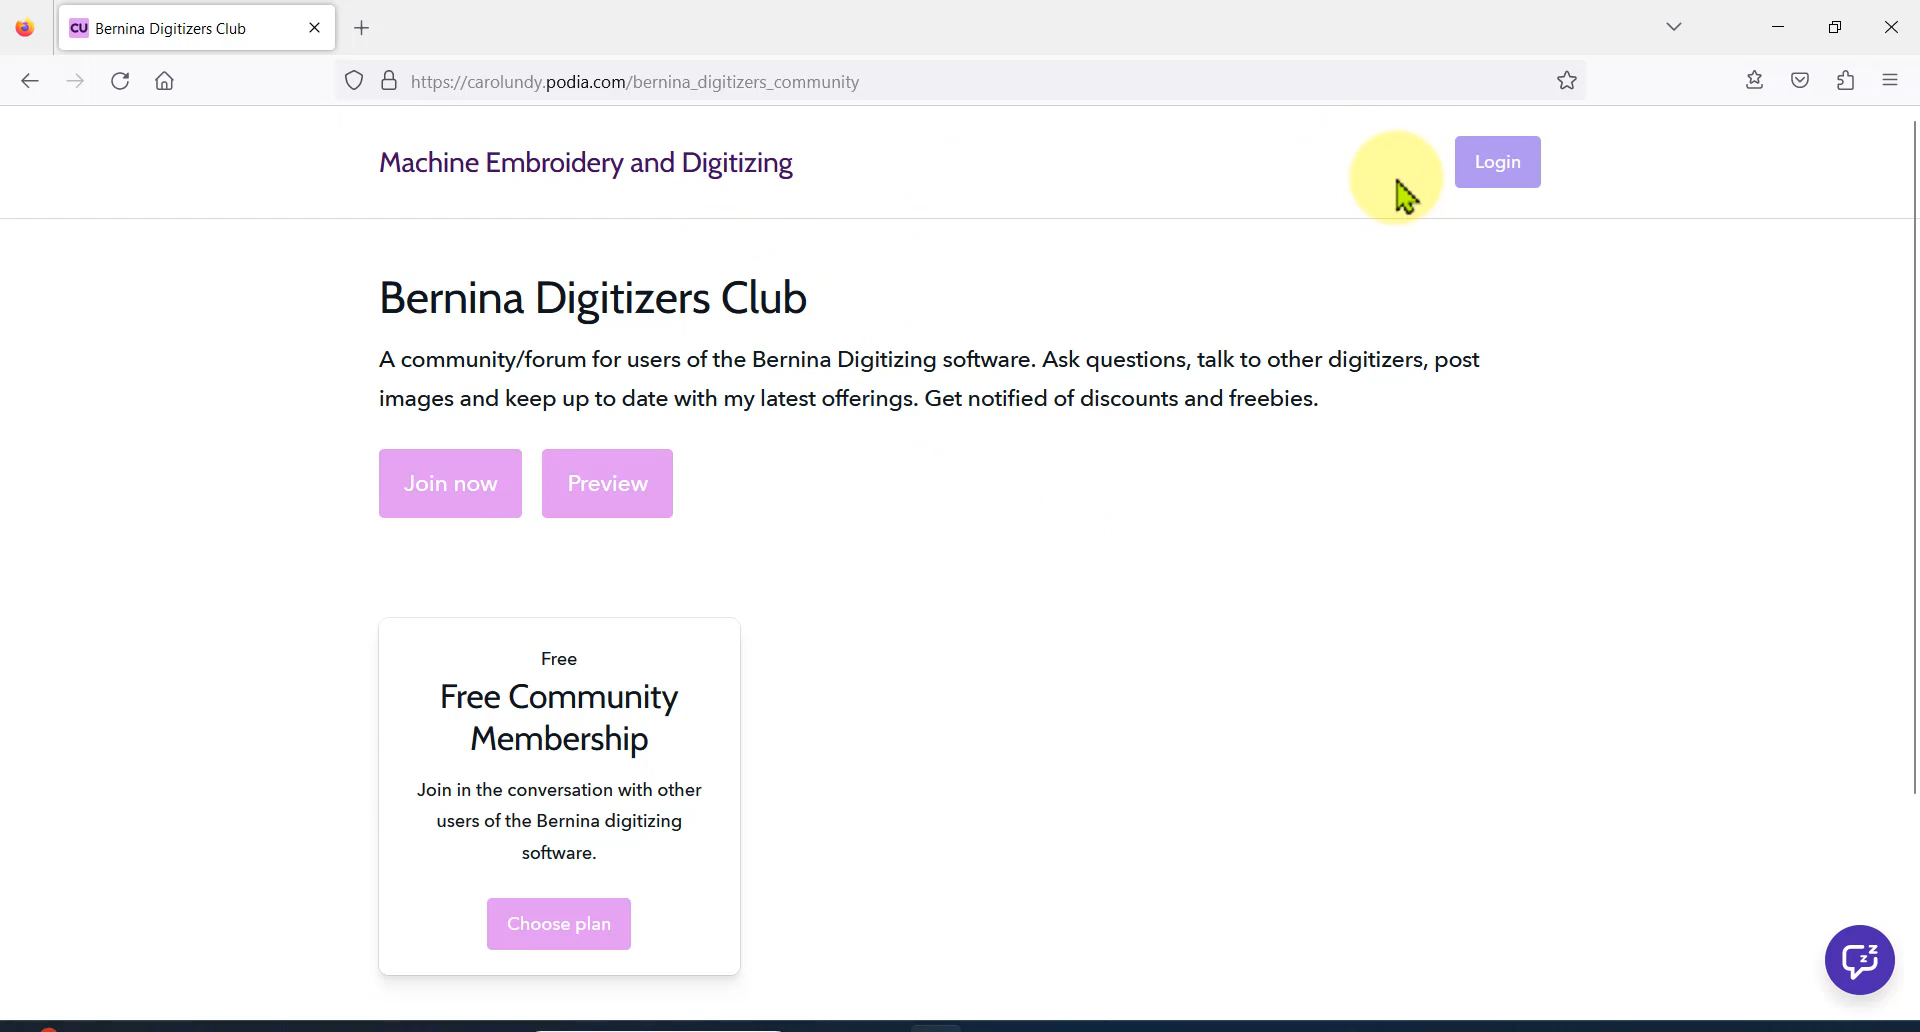 CU Bernina Digitizers Club
https://carolundy.podia.com/bernina_digitizers_community
Machine Embroidery and Digitizing
Login
Bernina Digitizers Club
A community/forum for users of the Bernina Digitizing software. Ask questions, talk to other digitizers, post
images and keep up to date with my latest offerings. Get notified of discounts and freebies.
Join now
Preview
Free
Free Community
Membership
Join in the conversation with other
users of the Bernina digitizing
software.
Choose plan
z z z